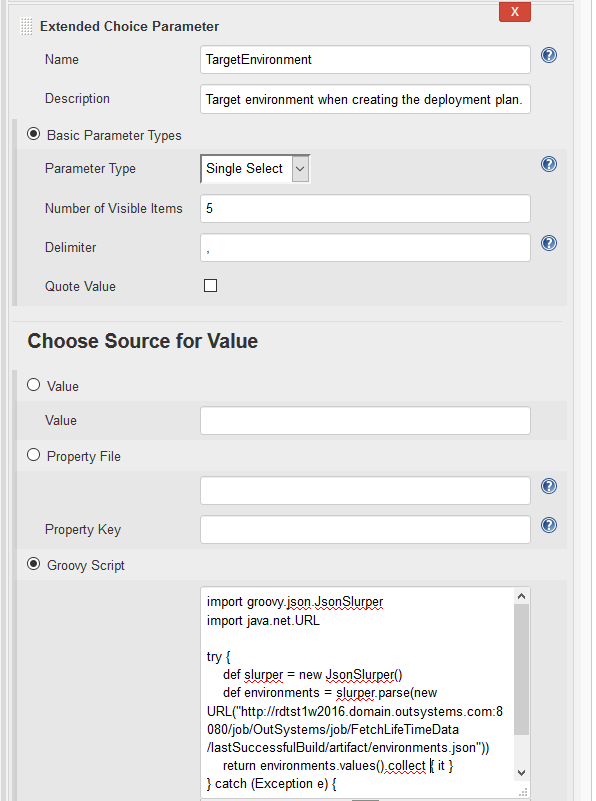 X
Extended Choice Parameter
Name TargetEnvironment ?
Description Target environment when creating the deployment plan.
Basic Parameter Types
Parameter Type Single Select ?
Number of Visible Items 5
Delimiter , ?
Quote Value
Choose Source for Value
Value
Value
Property File
?
Property Key ?
Groovy Script
import groovy.json.JsonSlurper
import java.net.URL
try {
def slurper = new JsonSlurper()
def environments = slurper.parse(new
URL("http://rdtst1w2016.domain.outsystems.com:8
080/job/OutSystems/job/FetchLifeTimeData
/lastSuccessfulBuild/artifact/environments.json"))
return environments.values().collect { it }
} catch (Exception e) {